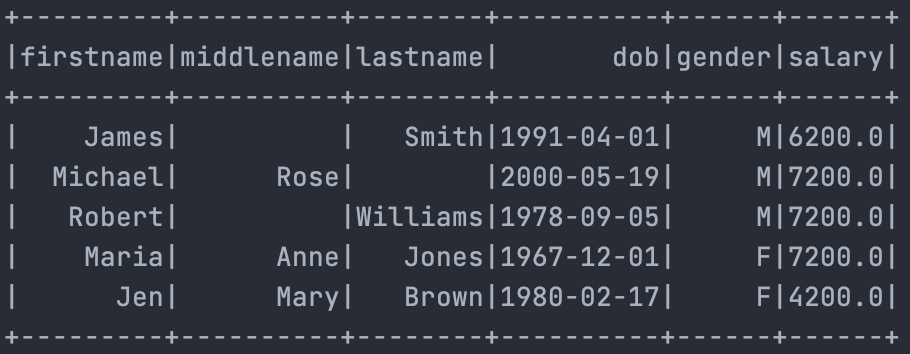 +---------+----------+--------+----------+------+------+
|firstname|middlename|lastname|       dob|gender|salary|
+---------+----------+--------+----------+------+------+
|    James|          |   Smith|1991-04-01|     M|6200.0|
|  Michael|      Rose|        |2000-05-19|     M|7200.0|
|   Robert|          |Williams|1978-09-05|     M|7200.0|
|    Maria|      Anne|   Jones|1967-12-01|     F|7200.0|
|      Jen|      Mary|   Brown|1980-02-17|     F|4200.0|
+---------+----------+--------+----------+------+------+